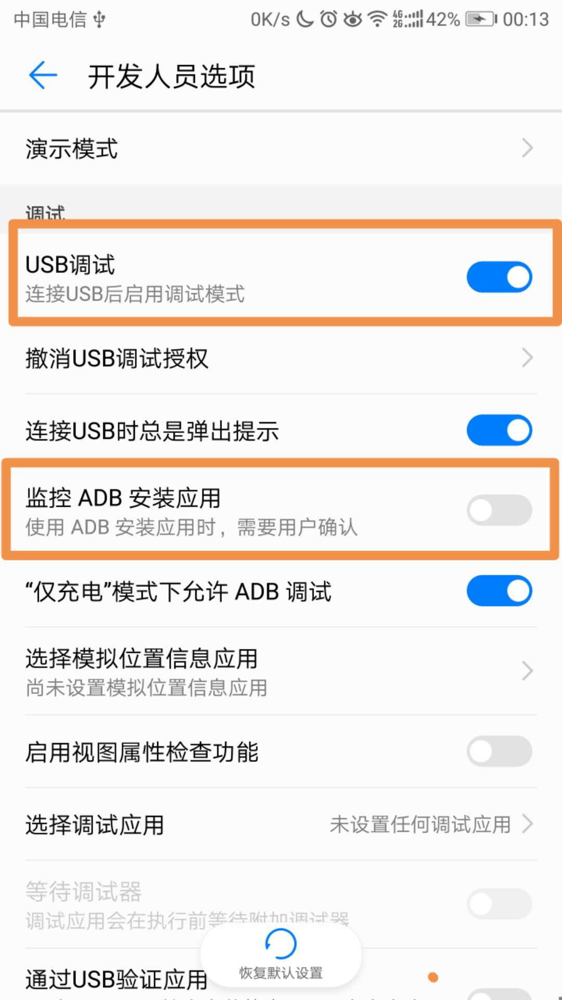 中国电信 0K/s 4G 2G 42% 00:13
开发人员选项
演示模式
调试
USB调试
连接USB后启用调试模式
撤消USB调试授权
连接USB时总是弹出提示
监控 ADB 安装应用
使用 ADB 安装应用时，需要用户确认
“仅充电”模式下允许 ADB 调试
选择模拟位置信息应用
尚未设置模拟位置信息应用
启用视图属性检查功能
选择调试应用 未设置任何调试应用
等待调试器
调试应用会在执行前等待附加调试器
恢复默认设置
通过USB验证应用